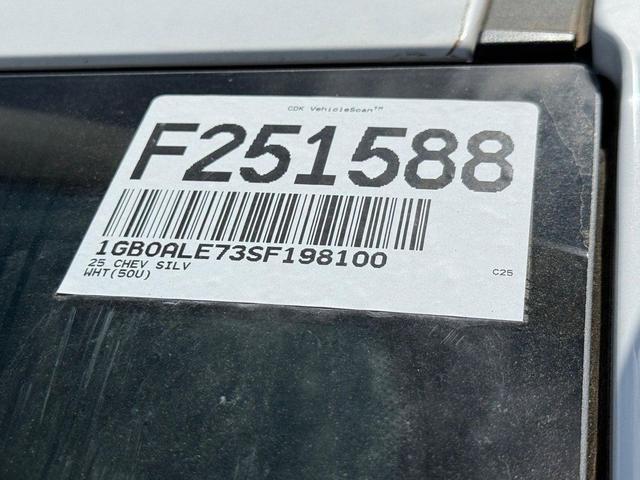 CDK VehicleScan™
F251588
1GB0ALE73SF198100
25 CHEV SILV
WHT(50U)
C25